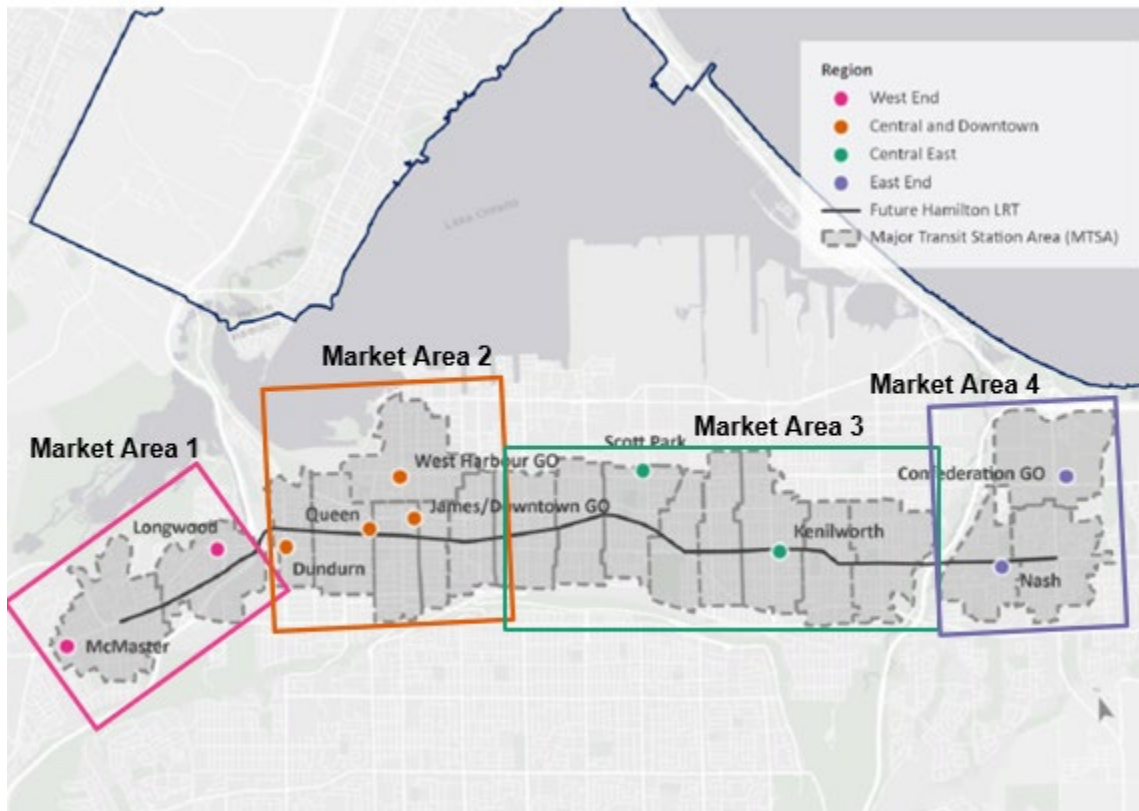 Region
West End
Central and Downtown
Central East
East End
Future Hamilton LRT
Major Transit Station Area (MTSA)
Lake Ontario
Market Area 2
Market Area 4
Market Area 1
Market Area 3
Scott Park
West Harbour GO
Confederation GO
Longwood
Queen
James/Downtown GO
Kenilworth
Dundurn
Nash
McMaster